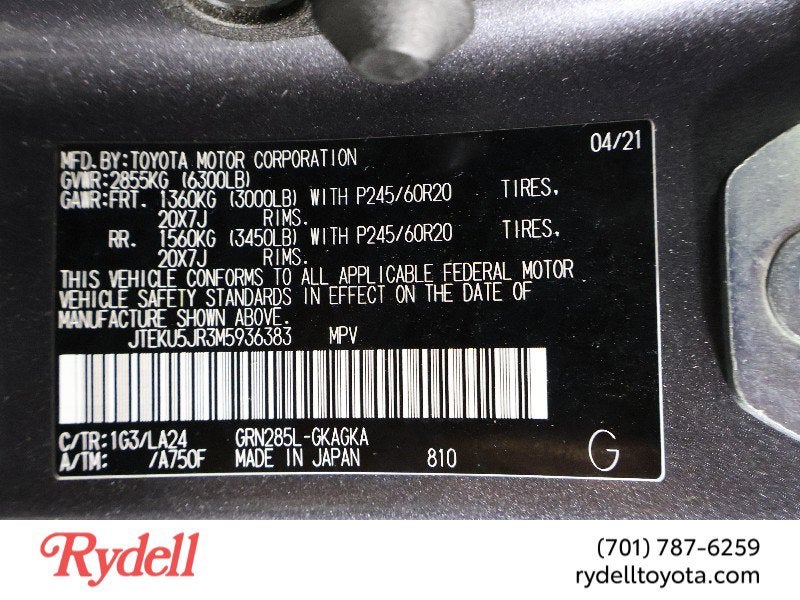 04/21
MFD.BY:TOYOTA MOTOR CORPORATION
GVWR:2855KG (6300LB)
GAWR:FRT. 1360KG (3000LB) WITH P245/60R20 TIRES,
20X7J RIMS.
RR. 1560KG (3450LB) WITH P245/60R20 TIRES,
20X7J RIMS.
THIS VEHICLE CONFORMS TO ALL APPLICABLE FEDERAL MOTOR
VEHICLE SAFETY STANDARDS IN EFFECT ON THE DATE OF
MANUFACTURE SHOWN ABOVE.
JTEKU5JR3M5936383 MPV
C/TR:1G3/LA24 GRN285L-GKAGKA
A/TM: /A750F MADE IN JAPAN 810 G
Rydell
(701) 787-6259
rydelltoyota.com